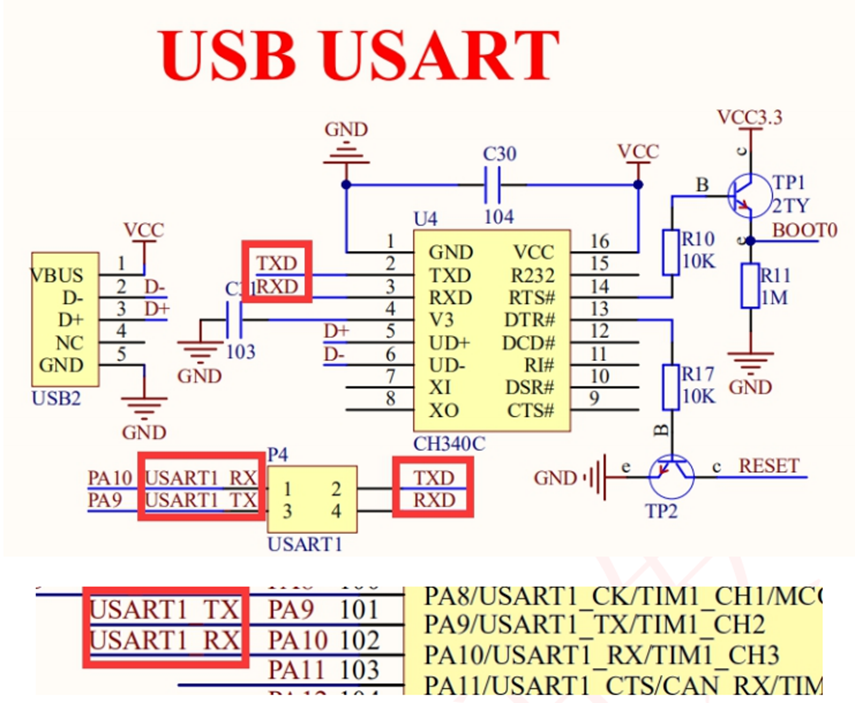 USB USART
GND
C30
104
VCC
VCC3.3
c
TP1
2TY
B
e
BOOT0
R10
10K
R11
1M
GND
U4
1 GND VCC 16
2 TXD R232 15
3 RXD RTS# 14
4 V3 DTR# 13
5 UD+ DCD# 12
6 UD- RI# 11
7 XI DSR# 10
8 XO CTS# 9
CH340C
TXD
RXD
103
GND
D+
D-
VCC
VBUS 1
D- 2 D-
D+ 3 D+
NC 4
GND 5
USB2
GND
R17
10K
B
GND e c RESET
TP2
P4
PA10 USART1_RX 1 2 TXD
PA9 USART1_TX 3 4 RXD
USART1
PA8/USART1_CK/TIM1_CH1/MC
USART1_TX PA9 101 PA9/USART1_TX/TIM1_CH2
USART1_RX PA10 102 PA10/USART1_RX/TIM1_CH3
PA11 103 PA11/USART1_CTS/CAN_RX/TIM